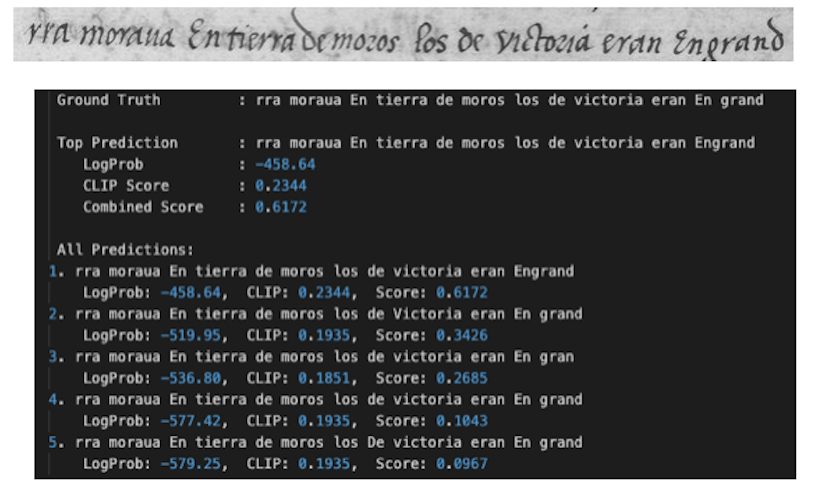 rra moraua En tierra de moros los de victoria eran Engrand
Ground Truth : rra moraua En tierra de moros los de victoria eran En grand
Top Prediction : rra moraua En tierra de moros los de victoria eran Engrand
LogProb : -458.64
CLIP Score : 0.2344
Combined Score : 0.6172
All Predictions:
1. rra moraua En tierra de moros los de victoria eran Engrand
LogProb: -458.64, CLIP: 0.2344, Score: 0.6172
2. rra moraua En tierra de moros los de Victoria eran En grand
LogProb: -519.95, CLIP: 0.1935, Score: 0.3426
3. rra moraua En tierra de moros los de victoria eran En gran
LogProb: -536.80, CLIP: 0.1851, Score: 0.2685
4. rra moraua En tierra de moros los de victoria eran En grand
LogProb: -577.42, CLIP: 0.1935, Score: 0.1043
5. rra moraua En tierra de moros los De victoria eran En grand
LogProb: -579.25, CLIP: 0.1935, Score: 0.0967